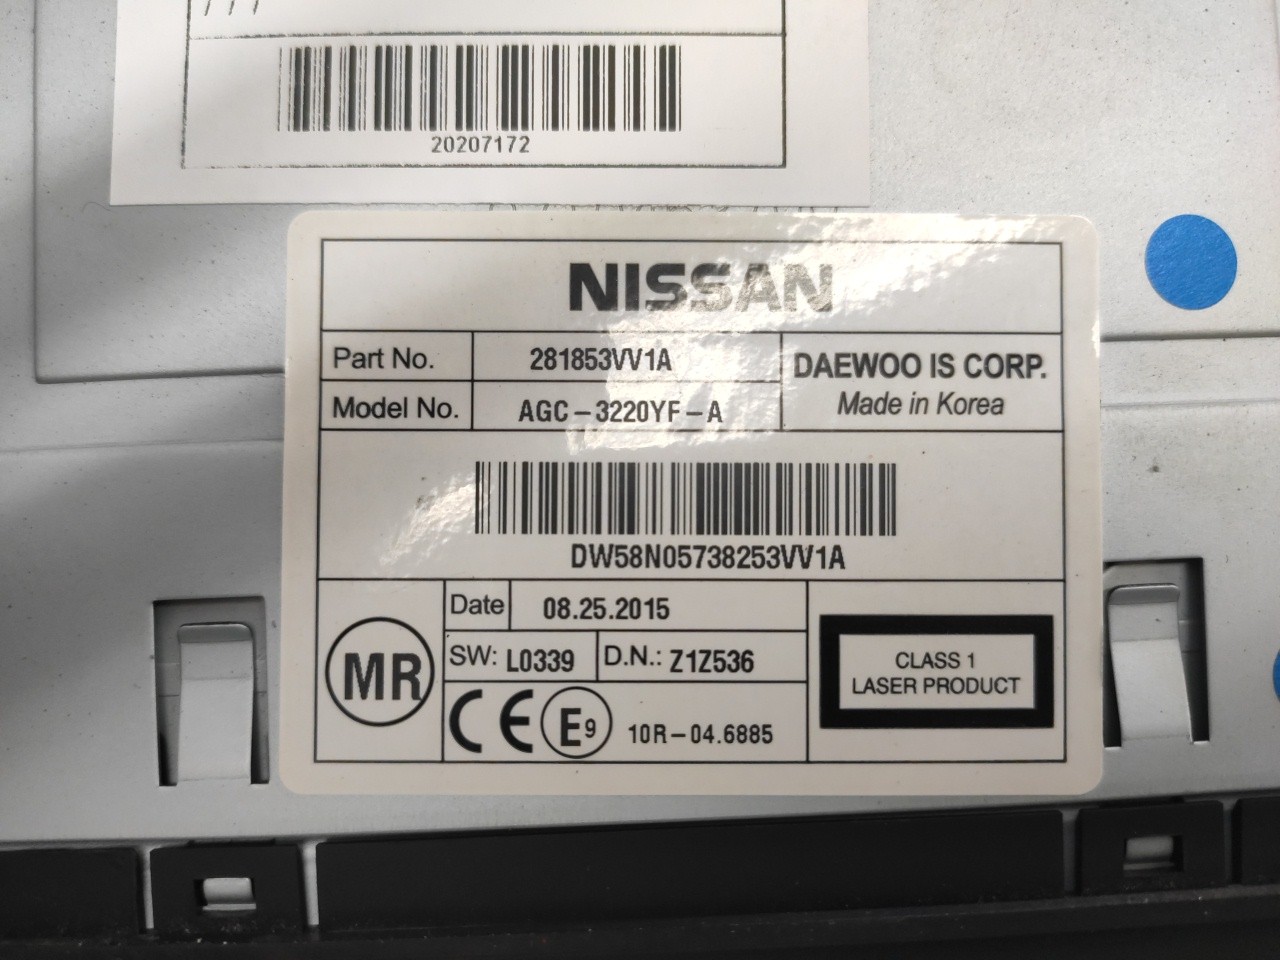 20207172
NISSAN
Part No. 281853VV1A
DAEWOO IS CORP.
Model No. AGC-3220YF-A
Made in Korea
DW58N05738253VV1A
MR
Date 08.25.2015
SW: L0339 D.N.: Z1Z536
CE E9 10R-04.6885
CLASS 1
LASER PRODUCT